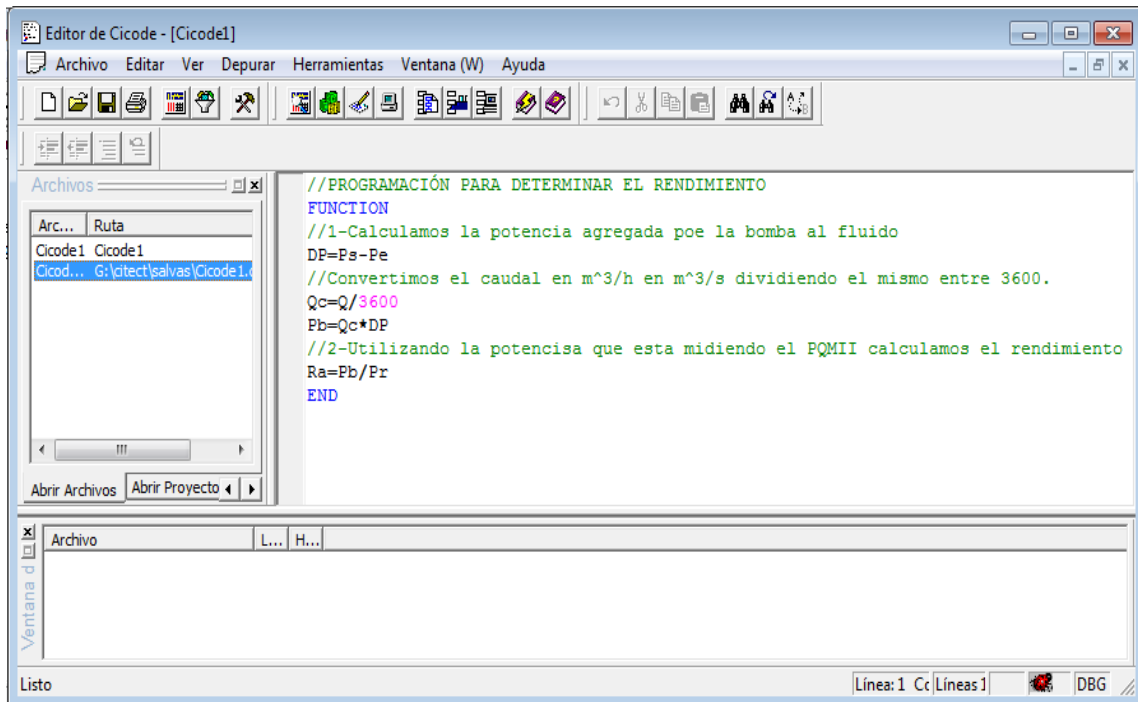 Editor de Cicode - [Cicode1]
Archivo Editar Ver Depurar Herramientas Ventana (W) Ayuda
Archivos
Arc... Ruta
Cicode1 Cicode1
Cicod... G:\citect\salvas\Cicode1.c
Abrir Archivos Abrir Proyecto
//PROGRAMACIÓN PARA DETERMINAR EL RENDIMIENTO
FUNCTION
//1-Calculamos la potencia agregada poe la bomba al fluido
DP=Ps-Pe
//Convertimos el caudal en m^3/h en m^3/s dividiendo el mismo entre 3600.
Qc=Q/3600
Pb=Qc*DP
//2-Utilizando la potencisa que esta midiendo el PQMII calculamos el rendimiento
Ra=Pb/Pr
END
Ventana d
Archivo L... H...
Listo Línea: 1 Cc Líneas 1 DBG